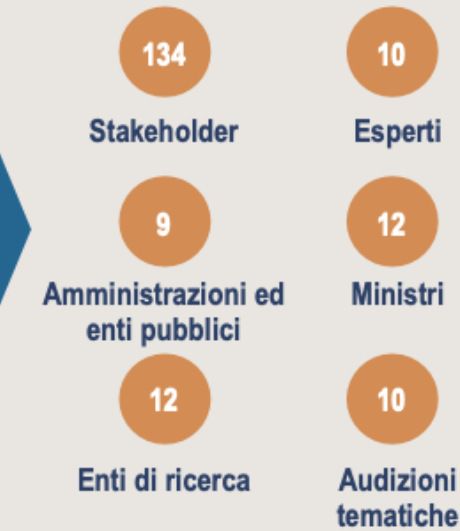 134
Stakeholder
10
Esperti
9
Amministrazioni ed
enti pubblici
12
Ministri
12
Enti di ricerca
10
Audizioni
tematiche